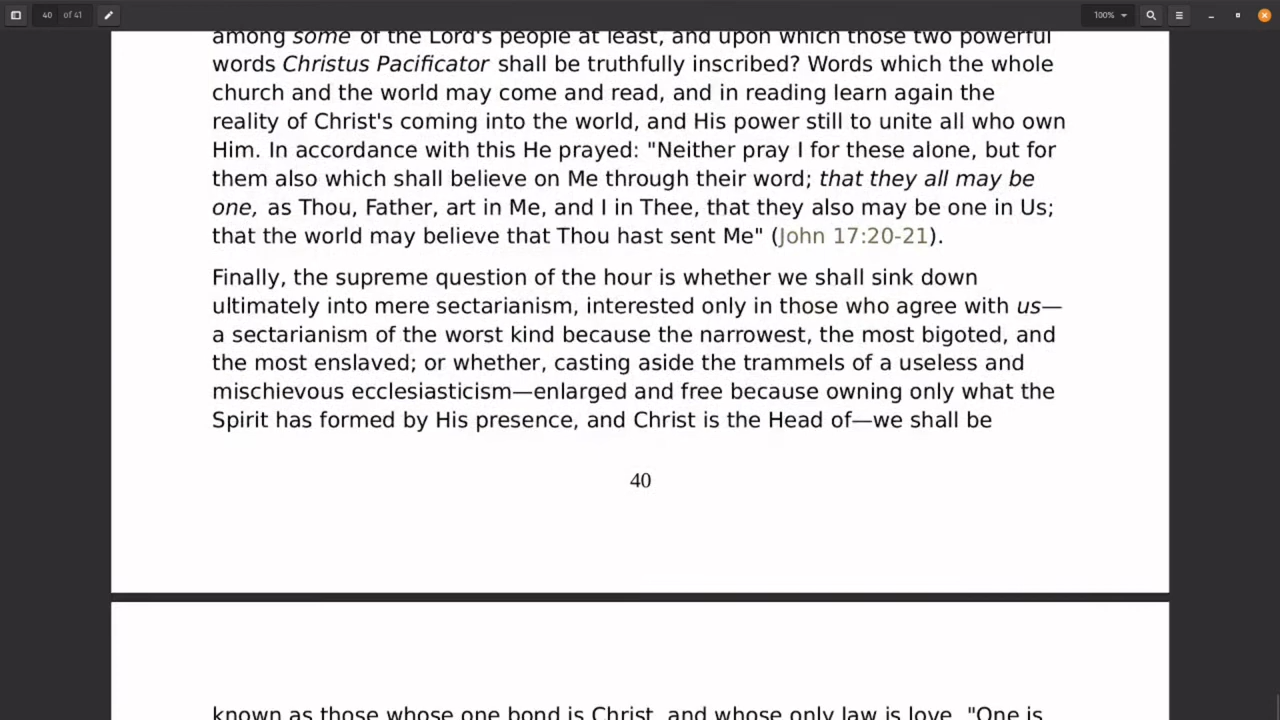 40 of 41
100%
among some of the Lord's people at least, and upon which those two powerful
words Christus Pacificator shall be truthfully inscribed? Words which the whole
church and the world may come and read, and in reading learn again the
reality of Christ's coming into the world, and His power still to unite all who own
Him. In accordance with this He prayed: "Neither pray I for these alone, but for
them also which shall believe on Me through their word; that they all may be
one, as Thou, Father, art in Me, and I in Thee, that they also may be one in Us;
that the world may believe that Thou hast sent Me" (John 17:20-21).
Finally, the supreme question of the hour is whether we shall sink down
ultimately into mere sectarianism, interested only in those who agree with us—
a sectarianism of the worst kind because the narrowest, the most bigoted, and
the most enslaved; or whether, casting aside the trammels of a useless and
mischievous ecclesiasticism—enlarged and free because owning only what the
Spirit has formed by His presence, and Christ is the Head of—we shall be
40
known as those whose one bond is Christ, and whose only law is love. "One is